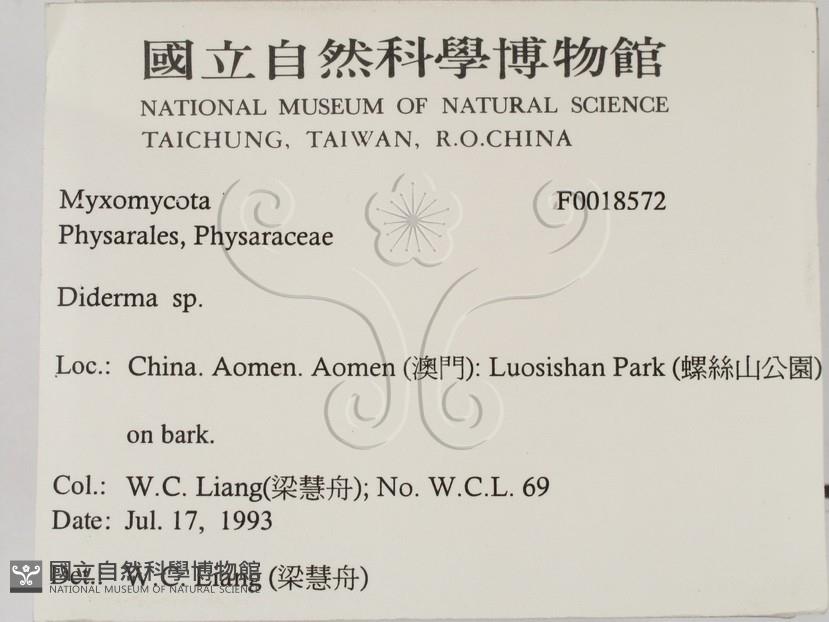 國立自然科學博物館
NATIONAL MUSEUM OF NATURAL SCIENCE
TAICHUNG, TAIWAN, R.O.CHINA
Myxomycota F0018572
Physarales, Physaraceae
Diderma sp.
Loc.: China. Aomen. Aomen (澳門): Luosishan Park (螺絲山公園)
on bark.
Col.: W.C. Liang(梁慧舟); No. W.C.L. 69
Date: Jul. 17, 1993
Det.: W.C. Liang (梁慧舟)
國立自然科學博物館
NATIONAL MUSEUM OF NATURAL SCIENCE